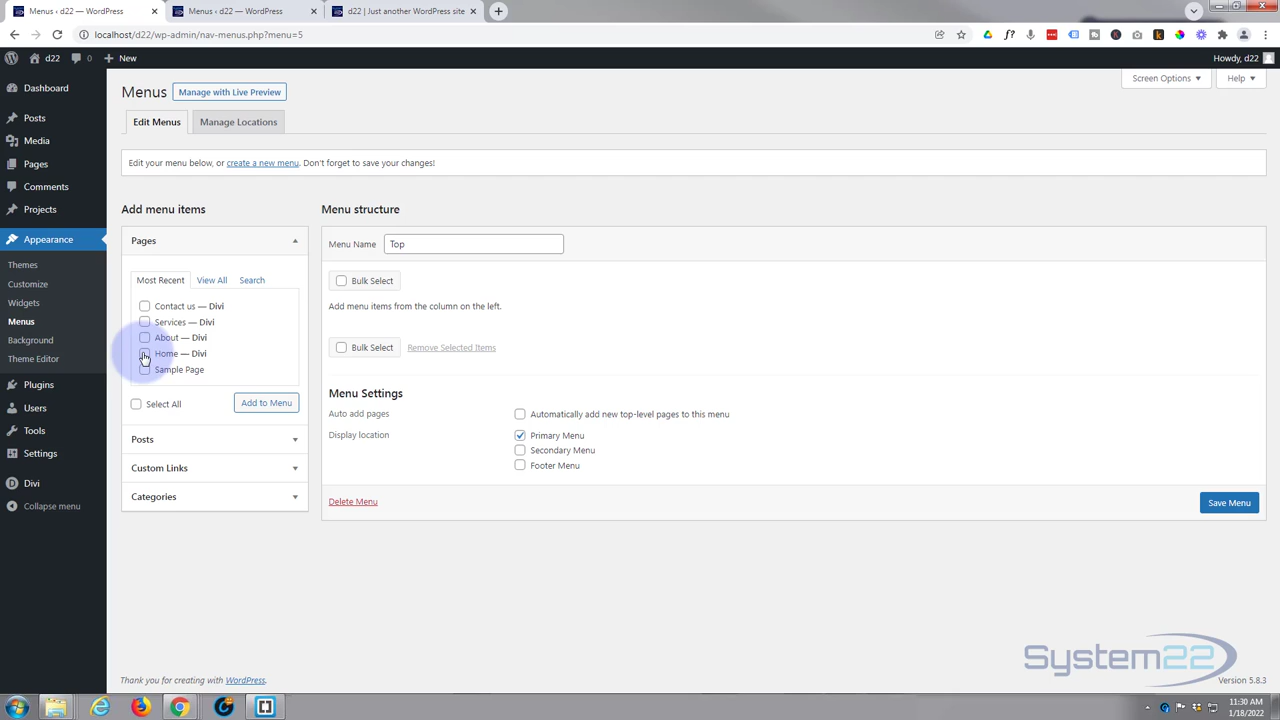 Menus ‹ d22 — WordPress
Menus ‹ d22 — WordPress
d22 | Just another WordPress site
localhost/d22/wp-admin/nav-menus.php?menu=5
d22
0
New
Howdy, d22
Dashboard
Posts
Media
Pages
Comments
Projects
Appearance
Themes
Customize
Widgets
Menus
Background
Theme Editor
Plugins
Users
Tools
Settings
Divi
Collapse menu
Screen Options
Help
Menus
Manage with Live Preview
Edit Menus
Manage Locations
Edit your menu below, or create a new menu. Don't forget to save your changes!
Add menu items
Pages
Most Recent
View All
Search
Contact us — Divi
Services — Divi
About — Divi
Home — Divi
Sample Page
Select All
Add to Menu
Posts
Custom Links
Categories
Menu structure
Menu Name
Top
Bulk Select
Add menu items from the column on the left.
Bulk Select
Remove Selected Items
Menu Settings
Auto add pages
Automatically add new top-level pages to this menu
Display location
Primary Menu
Secondary Menu
Footer Menu
Delete Menu
Save Menu
System22
Thank you for creating with WordPress.
Version 5.8.3
11:30 AM
1/18/2022